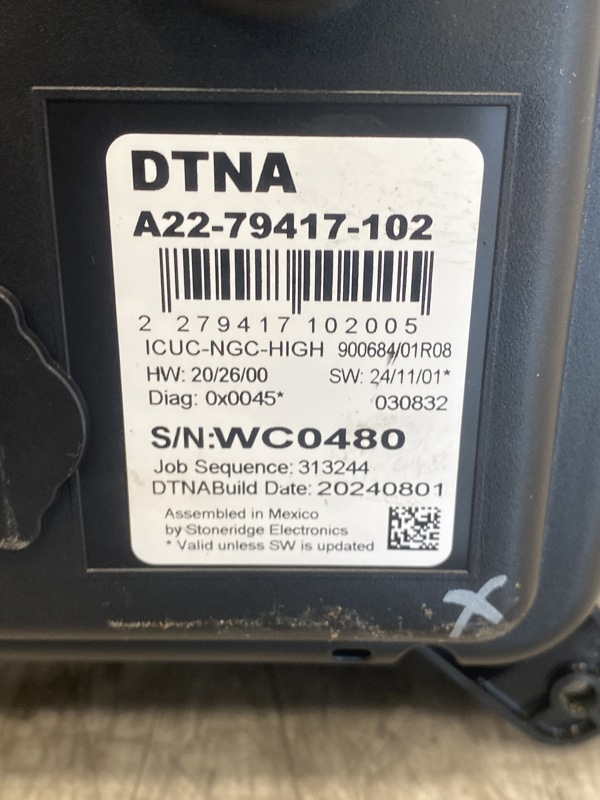 DTNA
A22-79417-102
2 279417 102005
ICUC-NGC-HIGH 900684/01R08
HW: 20/26/00 SW: 24/11/01*
Diag: 0x0045* 030832
S/N:WC0480
Job Sequence: 313244
DTNABuild Date: 20240801
Assembled in Mexico
by Stoneridge Electronics
* Valid unless SW is updated
X